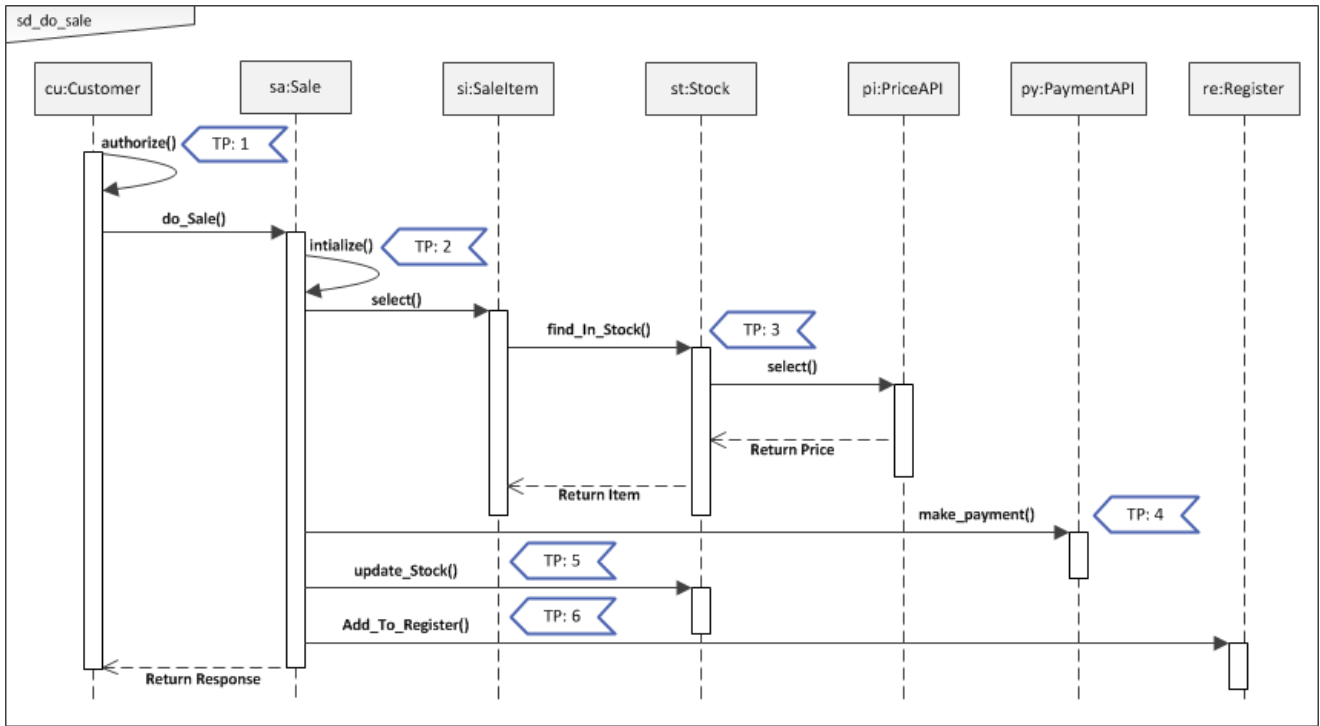 sd_do_sale
cu:Customer
sa:Sale
si:SaleItem
st:Stock
pi:PriceAPI
py:PaymentAPI
re:Register
authorize()
TP: 1
do_Sale()
intialize()
TP: 2
select()
find_In_Stock()
TP: 3
select()
Return Price
Return Item
make_payment()
TP: 4
update_Stock()
TP: 5
Add_To_Register()
TP: 6
Return Response